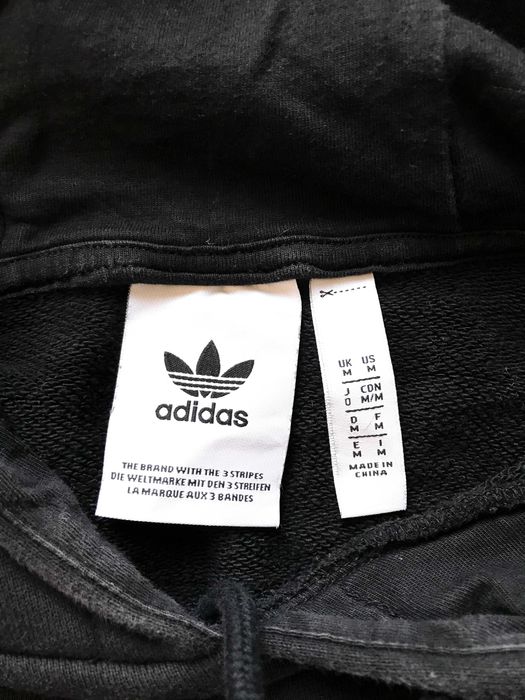 adidas
THE BRAND WITH THE 3 STRIPES
DIE WELTMARKE MIT DEN 3 STREIFEN
LA MARQUE AUX 3 BANDES
UK US
M M
J CDN
O M/M
D F
M M
E I
M M
MADE IN
CHINA